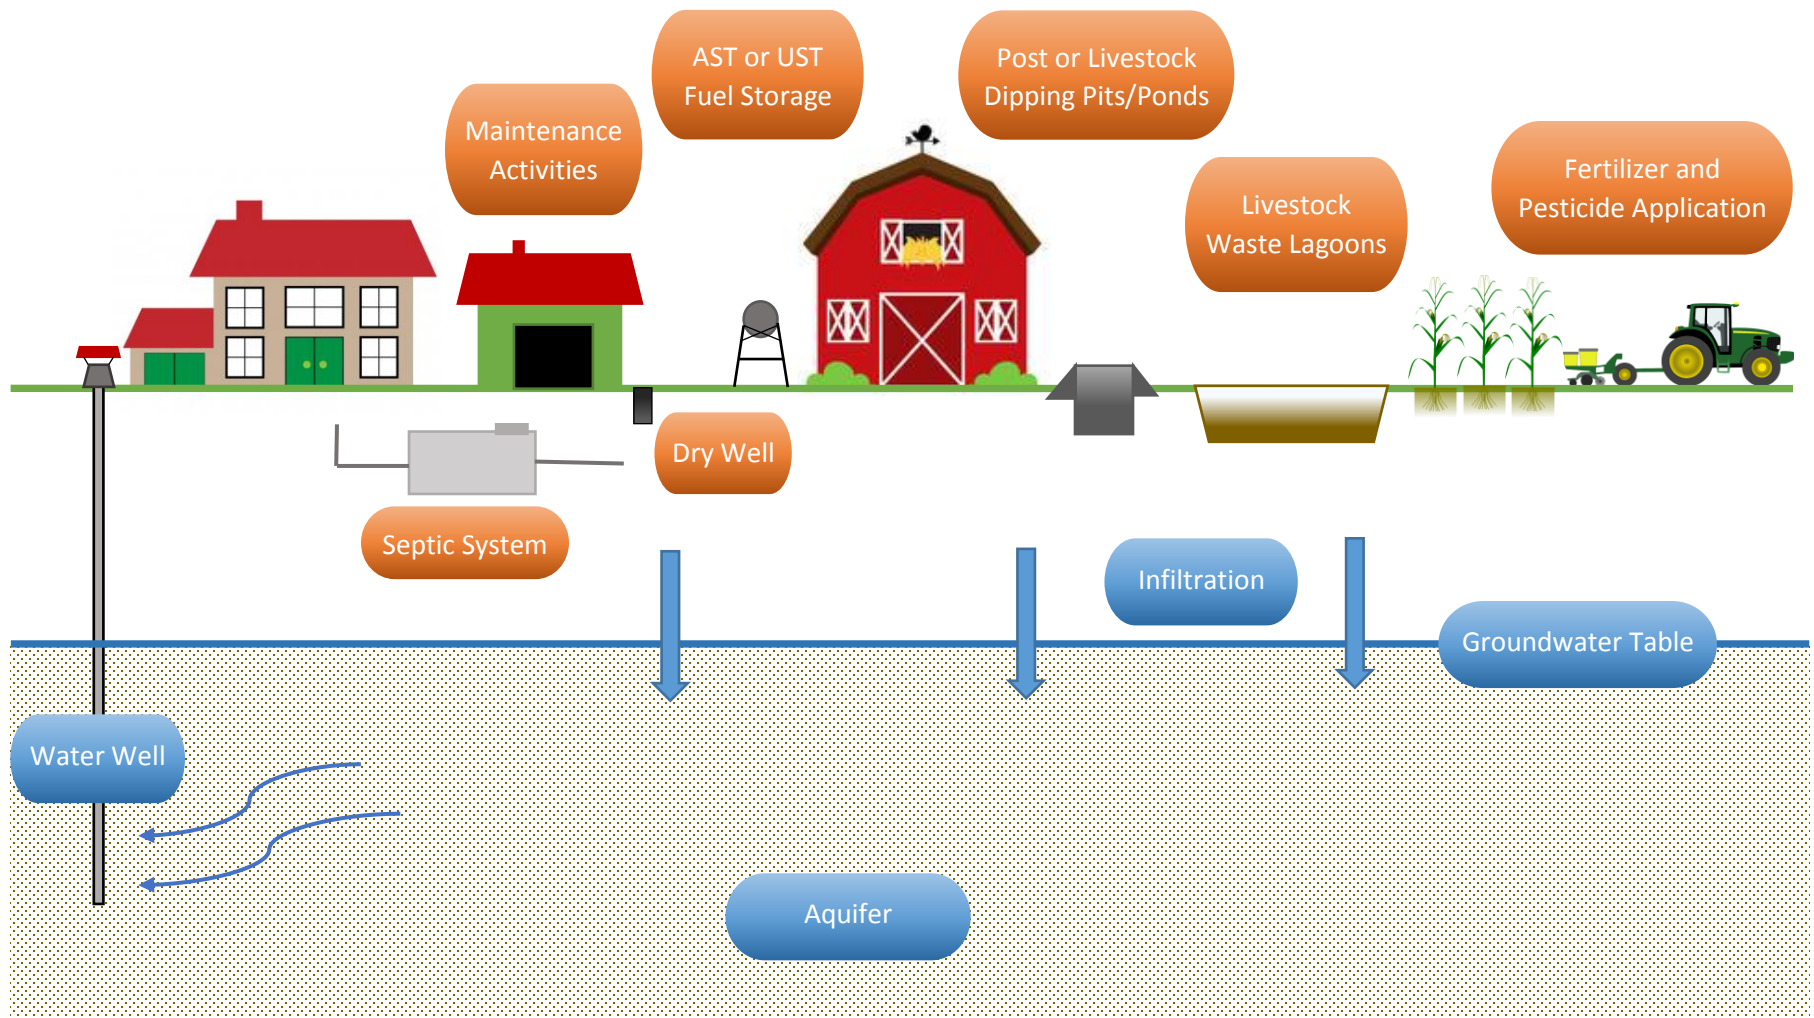 AST or UST
Fuel Storage
Post or Livestock
Dipping Pits/Ponds
Maintenance
Activities
Fertilizer and
Pesticide Application
Livestock
Waste Lagoons
Dry Well
Septic System
Infiltration
Groundwater Table
Water Well
Aquifer